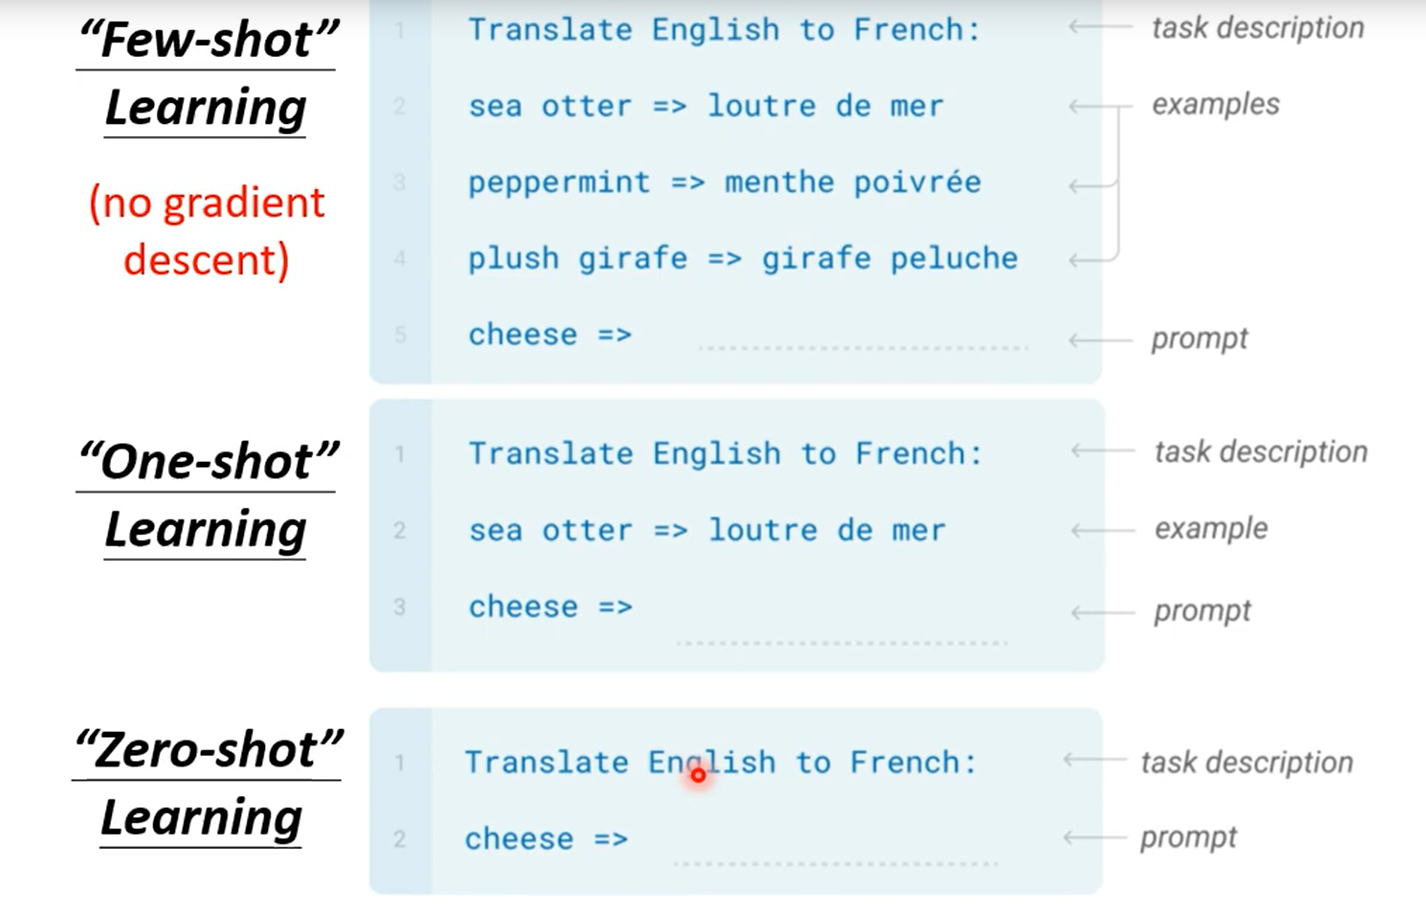 “Few-shot”
Learning
(no gradient
descent)
1 Translate English to French: task description
2 sea otter => loutre de mer examples
3 peppermint => menthe poivrée
4 plush girafe => girafe peluche
5 cheese => prompt
“One-shot”
Learning
1 Translate English to French: task description
2 sea otter => loutre de mer example
3 cheese => prompt
“Zero-shot”
Learning
1 Translate English to French: task description
2 cheese => prompt